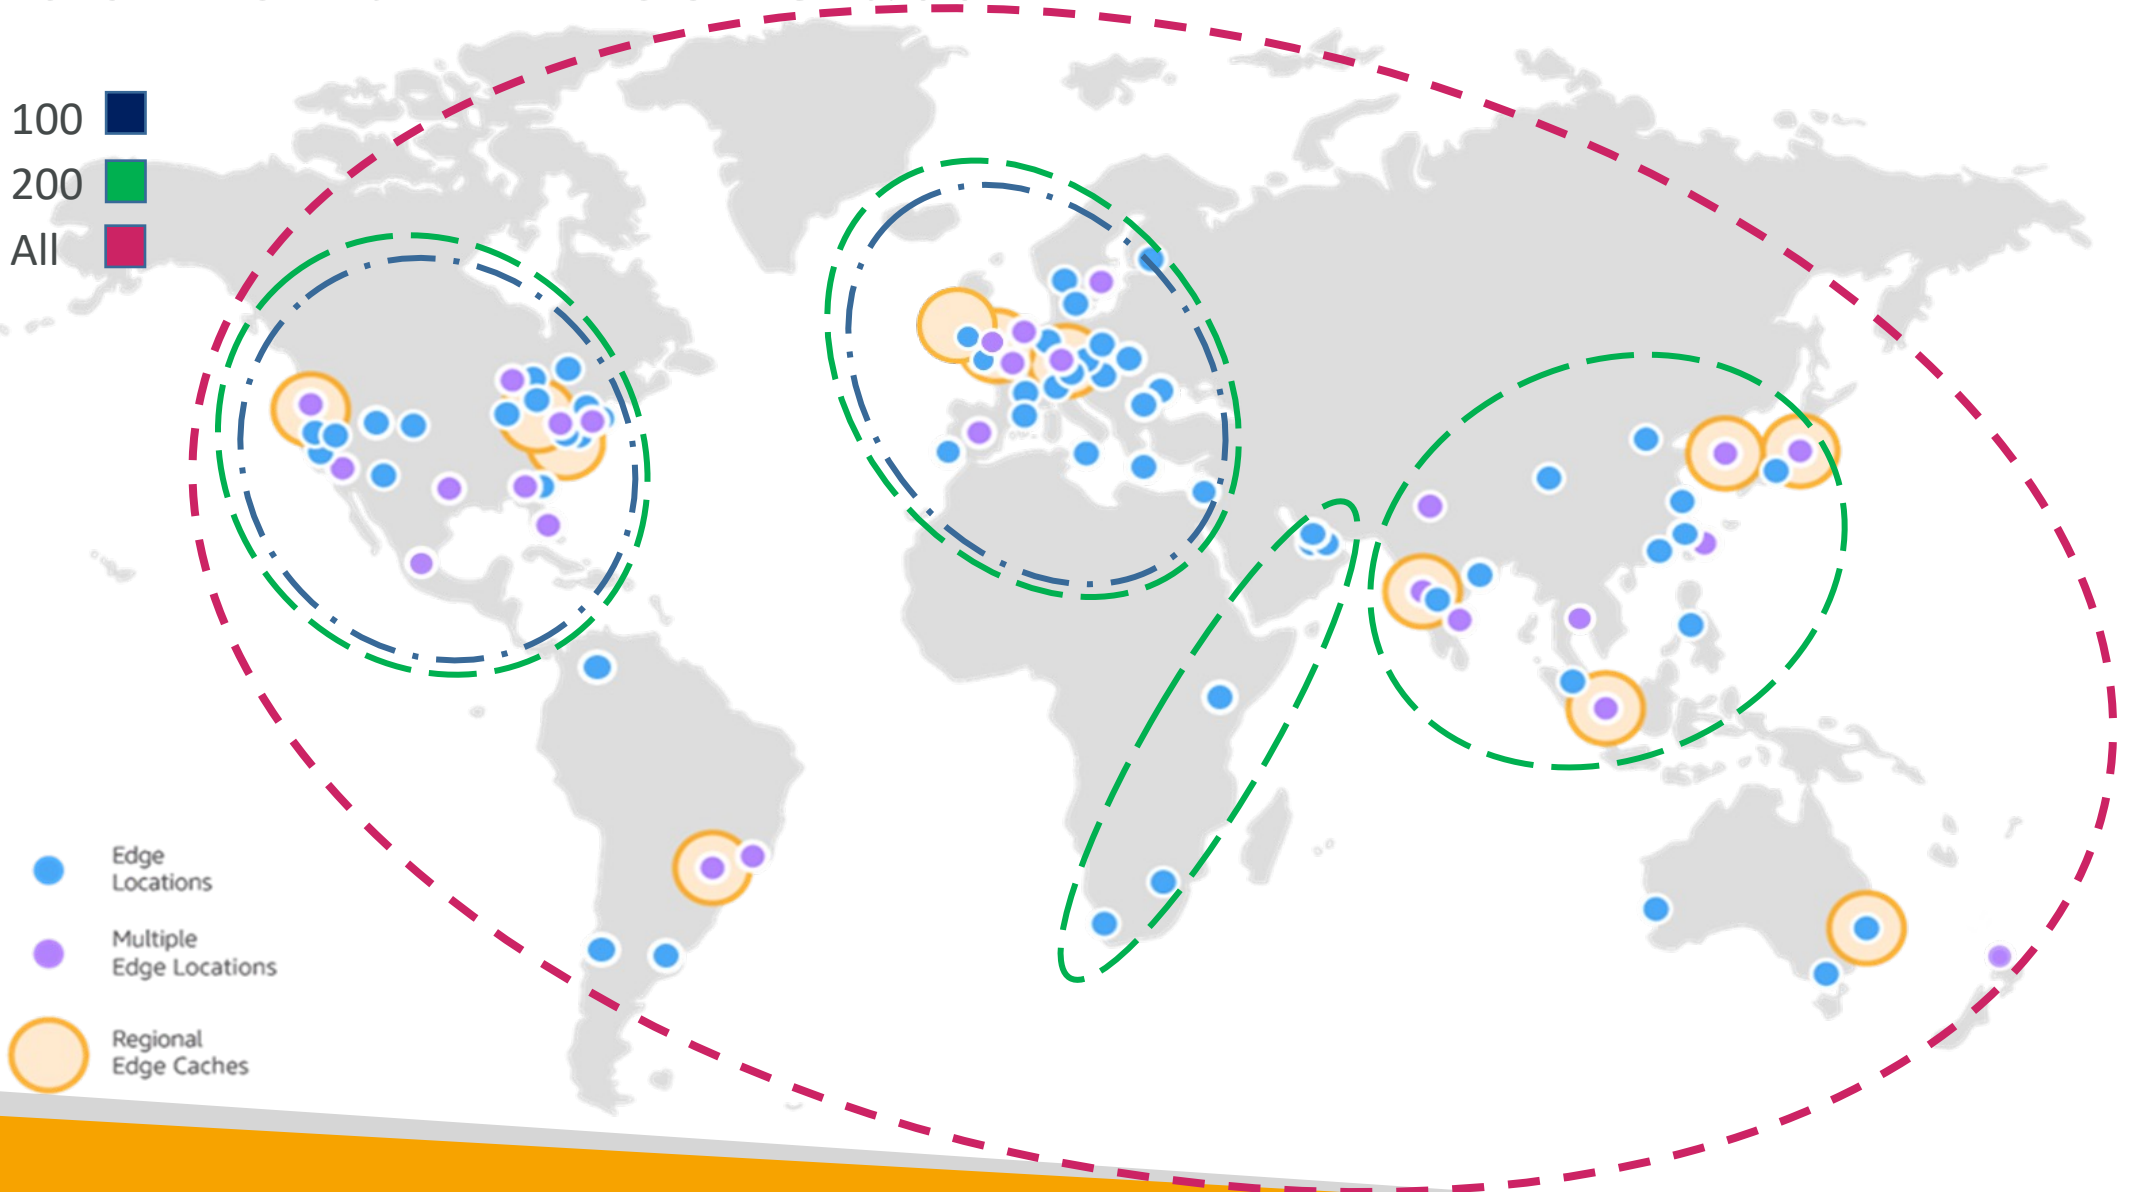 100
200
All
Edge
Locations
Multiple
Edge Locations
Regional
Edge Caches